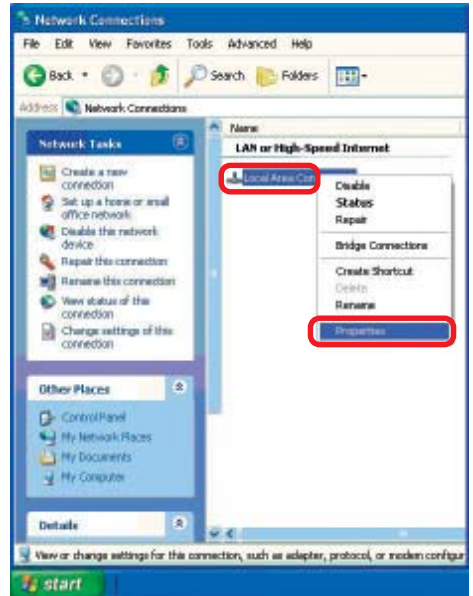 Network Connections
File Edit View Favorites Tools Advanced Help
Back Search Folders
Address Network Connections
Network Tasks
Create a new
connection
Set up a home or small
office network
Disable this network
device
Repair this connection
Rename this connection
View status of this
connection
Change settings of this
connection
Other Places
Control Panel
My Network Places
My Documents
My Computer
Details
Name
LAN or High-Speed Internet
Local Area Con
Disable
Status
Repair
Bridge Connections
Create Shortcut
Delete
Rename
Properties
View or change settings for this connection, such as adapter, protocol, or modem configur
start